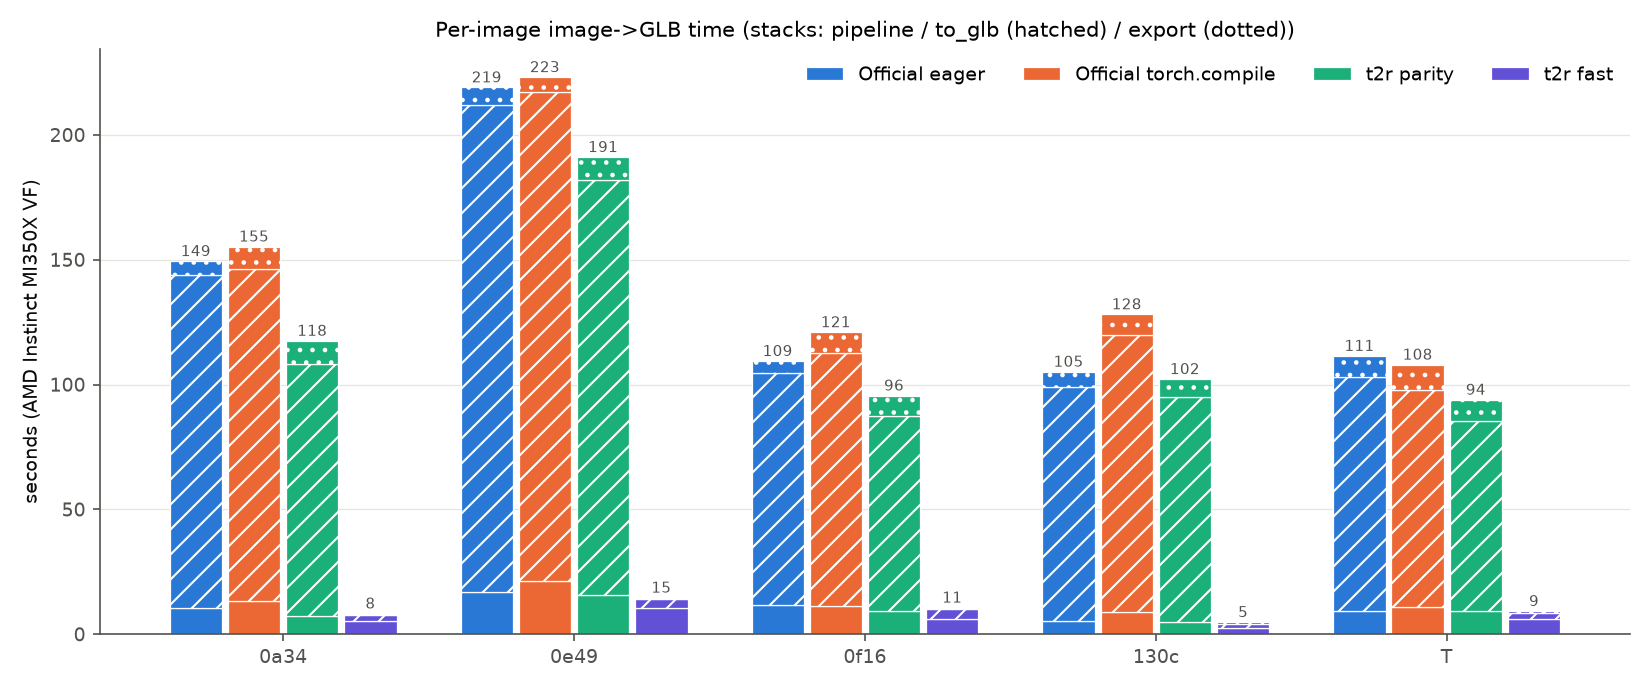 Per-image image->GLB time (stacks: pipeline / to_glb (hatched) / export (dotted))
Official eager
Official torch.compile
t2r parity
t2r fast
seconds (AMD Instinct MI350X VF)
200
150
100
50
0
149
155
118
8
219
223
191
15
109
121
96
11
105
128
102
5
111
108
94
9
0a34
0e49
0f16
130c
T